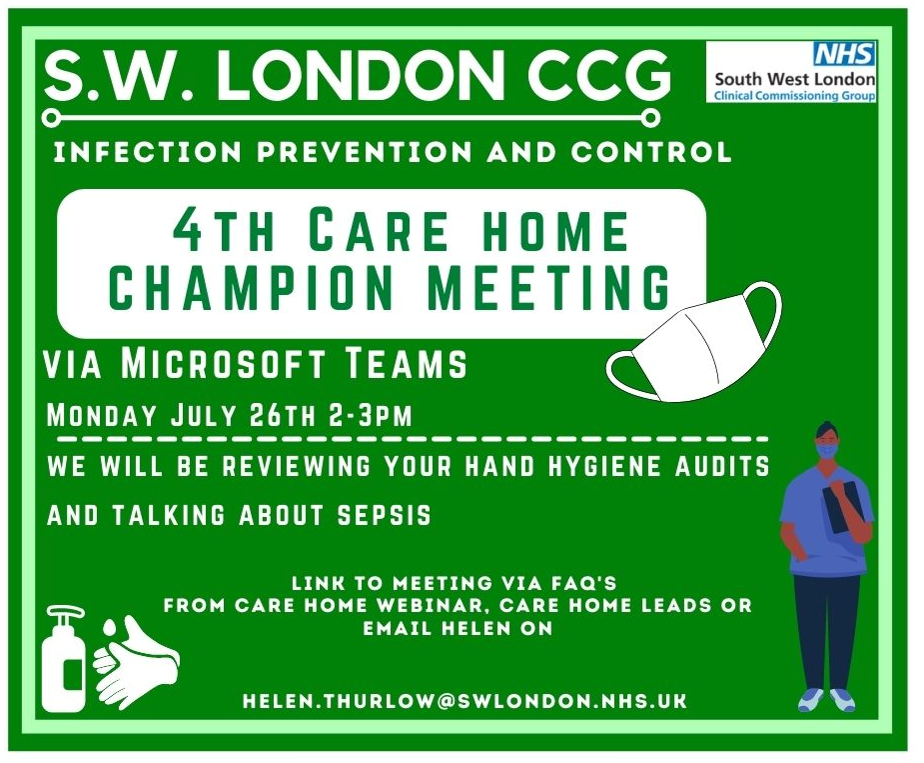 S.W. LONDON CCG
NHS
South West London
Clinical Commissioning Group
INFECTION PREVENTION AND CONTROL
4TH CARE HOME
CHAMPION MEETING
VIA MICROSOFT TEAMS
MONDAY JULY 26TH 2-3PM
WE WILL BE REVIEWING YOUR HAND HYGIENE AUDITS
AND TALKING ABOUT SEPSIS
LINK TO MEETING VIA FAQ'S
FROM CARE HOME WEBINAR, CARE HOME LEADS OR
EMAIL HELEN ON
HELEN.THURLOW@SWLONDON.NHS.UK